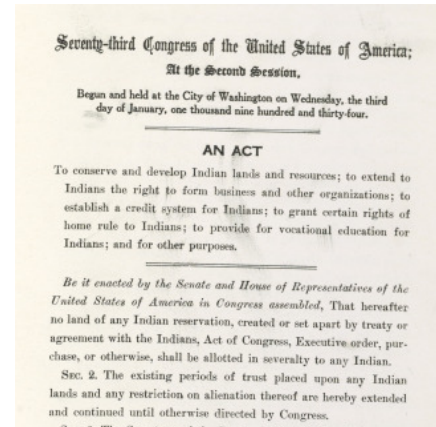 Seventy-third Congress of the United States of America;
At the Second Session,
Begun and held at the City of Washington on Wednesday, the third
day of January, one thousand nine hundred and thirty-four.
AN ACT
To conserve and develop Indian lands and resources; to extend to
Indians the right to form business and other organizations; to
establish a credit system for Indians; to grant certain rights of
home rule to Indians; to provide for vocational education for
Indians; and for other purposes.
Be it enacted by the Senate and House of Representatives of the
United States of America in Congress assembled, That hereafter
no land of any Indian reservation, created or set apart by treaty or
agreement with the Indians, Act of Congress, Executive order, pur-
chase, or otherwise, shall be allotted in severalty to any Indian.
SEC. 2. The existing periods of trust placed upon any Indian
lands and any restriction on alienation thereof are hereby extended
and continued until otherwise directed by Congress.